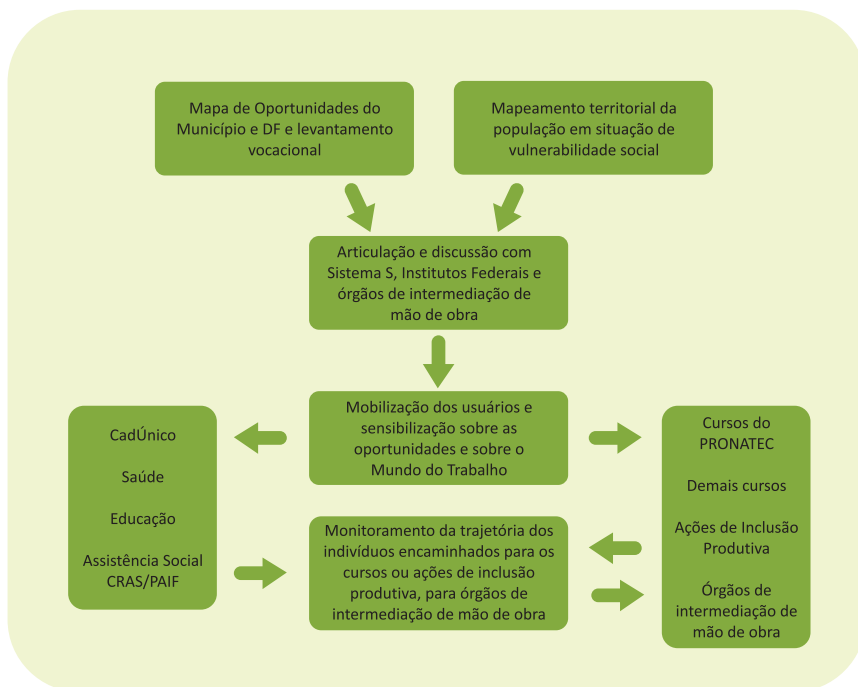 Mapa de Oportunidades do
Município e DF e levantamento
vocacional
Mapeamento territorial da
população em situação de
vulnerabilidade social
Articulação e discussão com
Sistema S, Institutos Federais e
órgãos de intermediação de
mão de obra
Mobilização dos usuários e
sensibilização sobre as
oportunidades e sobre o
Mundo do Trabalho
CadÚnico
Saúde
Educação
Assistência Social
CRAS/PAIF
Cursos do
PRONATEC
Demais cursos
Ações de Inclusão
Produtiva
Órgãos de
intermediação de
mão de obra
Monitoramento da trajetória dos
indivíduos encaminhados para os
cursos ou ações de inclusão
produtiva, para órgãos de
intermediação de mão de obra